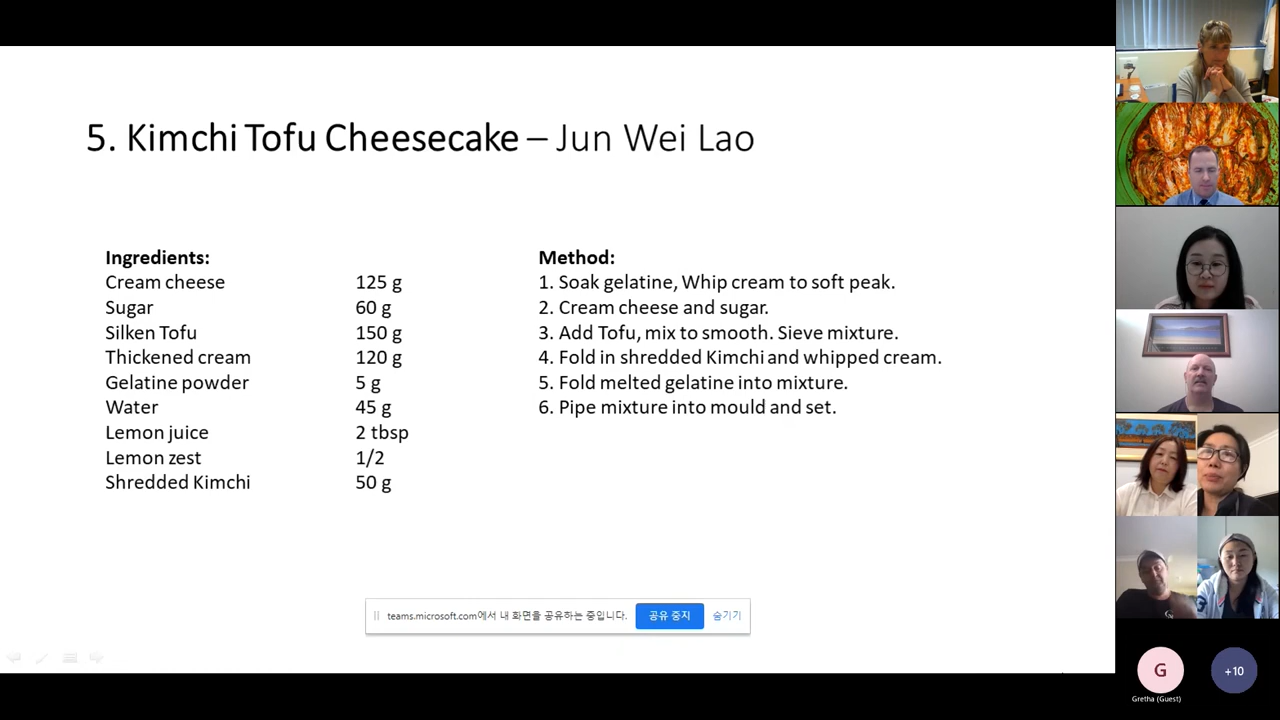 5. Kimchi Tofu Cheesecake – Jun Wei Lao
Ingredients:
Cream cheese 125 g
Sugar 60 g
Silken Tofu 150 g
Thickened cream 120 g
Gelatine powder 5 g
Water 45 g
Lemon juice 2 tbsp
Lemon zest 1/2
Shredded Kimchi 50 g
Method:
1. Soak gelatine, Whip cream to soft peak.
2. Cream cheese and sugar.
3. Add Tofu, mix to smooth. Sieve mixture.
4. Fold in shredded Kimchi and whipped cream.
5. Fold melted gelatine into mixture.
6. Pipe mixture into mould and set.
teams.microsoft.com에서 내 화면을 공유하는 중입니다. 공유 중지 숨기기
G
Gretha (Guest)
+10